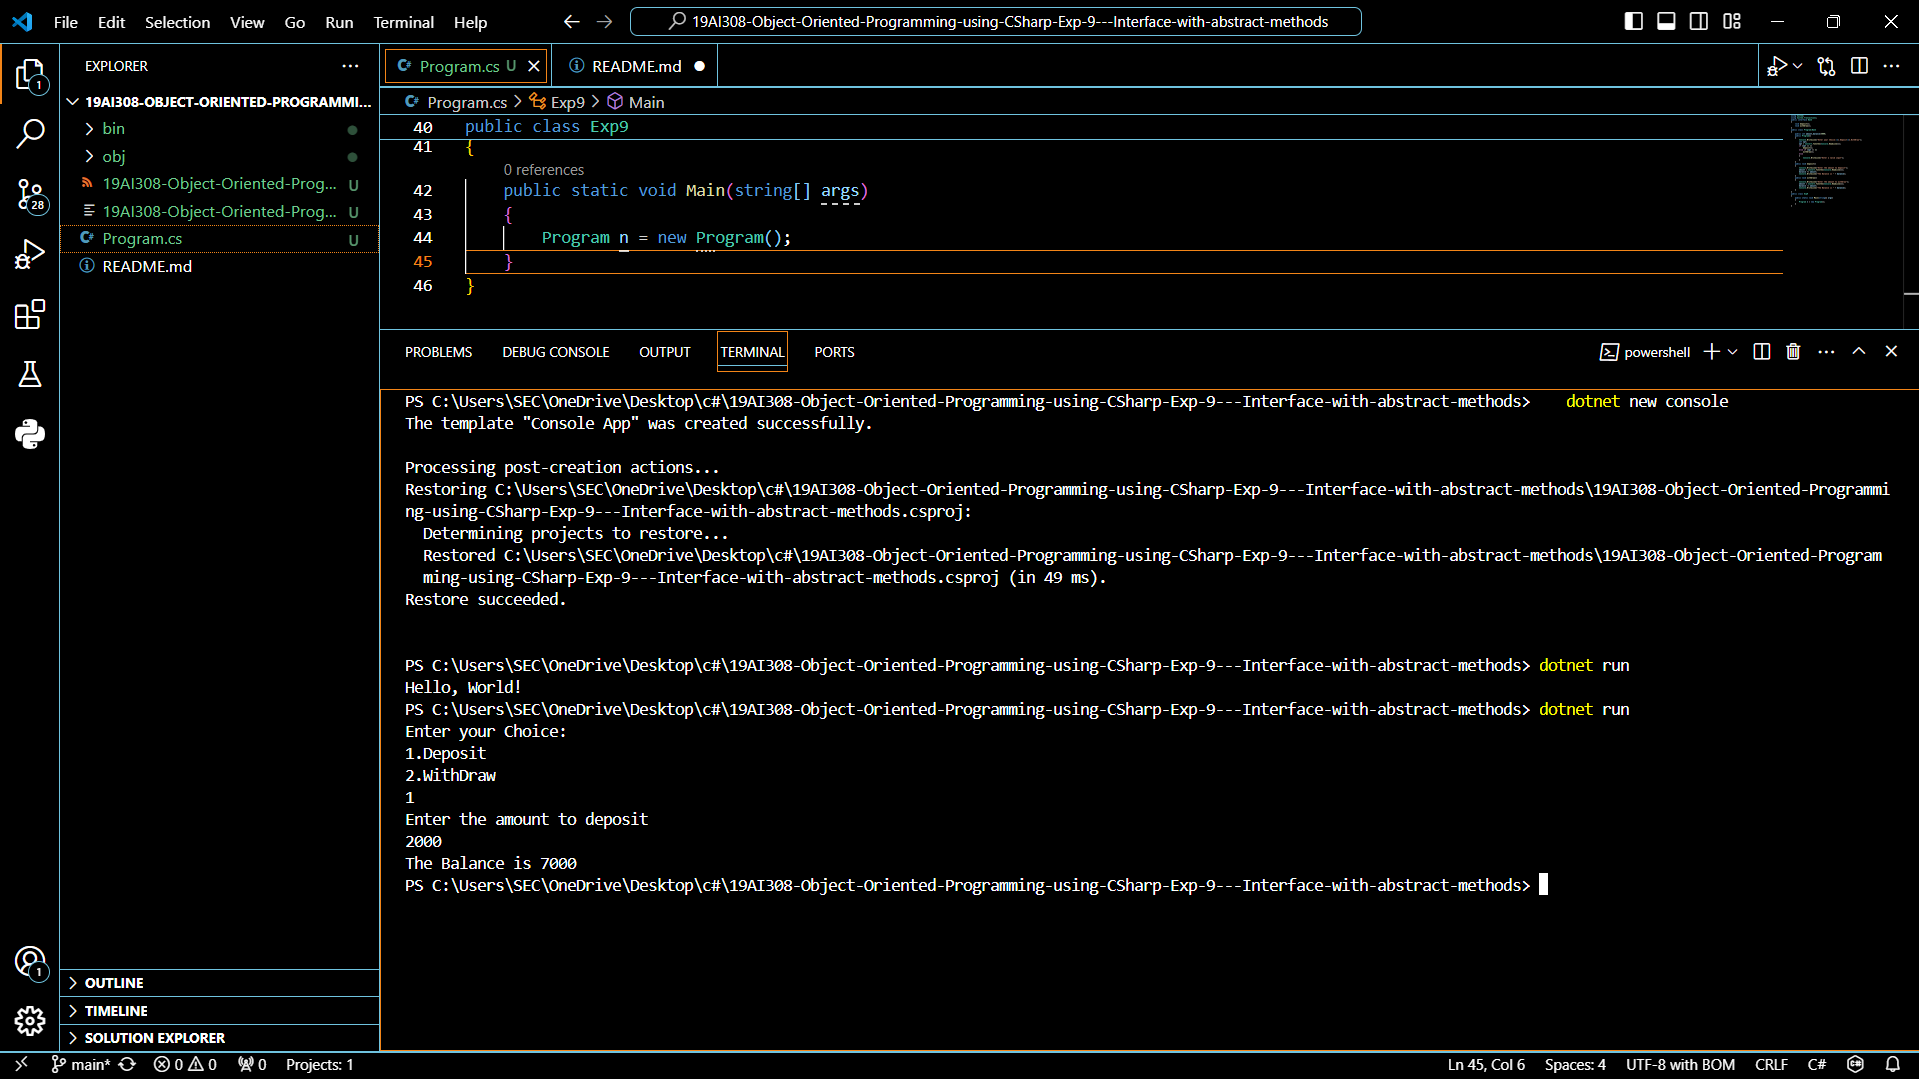 File Edit Selection View Go Run Terminal Help
19AI308-Object-Oriented-Programming-using-CSharp-Exp-9---Interface-with-abstract-methods
EXPLORER
19AI308-OBJECT-ORIENTED-PROGRAMMI...
bin
obj
19AI308-Object-Oriented-Prog... U
19AI308-Object-Oriented-Prog... U
Program.cs U
README.md
1
28
1
OUTLINE
TIMELINE
SOLUTION EXPLORER
Program.cs U
README.md
Program.cs > Exp9 > Main
40 public class Exp9
41 {
0 references
42 public static void Main(string[] args)
43 {
44 Program n = new Program();
45 }
46 }
PROBLEMS DEBUG CONSOLE OUTPUT TERMINAL PORTS
powershell
PS C:\Users\SEC\OneDrive\Desktop\c#\19AI308-Object-Oriented-Programming-using-CSharp-Exp-9---Interface-with-abstract-methods> dotnet new console
The template "Console App" was created successfully.
Processing post-creation actions...
Restoring C:\Users\SEC\OneDrive\Desktop\c#\19AI308-Object-Oriented-Programming-using-CSharp-Exp-9---Interface-with-abstract-methods\19AI308-Object-Oriented-Programmi
ng-using-CSharp-Exp-9---Interface-with-abstract-methods.csproj:
Determining projects to restore...
Restored C:\Users\SEC\OneDrive\Desktop\c#\19AI308-Object-Oriented-Programming-using-CSharp-Exp-9---Interface-with-abstract-methods\19AI308-Object-Oriented-Program
ming-using-CSharp-Exp-9---Interface-with-abstract-methods.csproj (in 49 ms).
Restore succeeded.
PS C:\Users\SEC\OneDrive\Desktop\c#\19AI308-Object-Oriented-Programming-using-CSharp-Exp-9---Interface-with-abstract-methods> dotnet run
Hello, World!
PS C:\Users\SEC\OneDrive\Desktop\c#\19AI308-Object-Oriented-Programming-using-CSharp-Exp-9---Interface-with-abstract-methods> dotnet run
Enter your Choice:
1.Deposit
2.WithDraw
1
Enter the amount to deposit
2000
The Balance is 7000
PS C:\Users\SEC\OneDrive\Desktop\c#\19AI308-Object-Oriented-Programming-using-CSharp-Exp-9---Interface-with-abstract-methods>
main* 0 0 0 Projects: 1 Ln 45, Col 6 Spaces: 4 UTF-8 with BOM CRLF C#